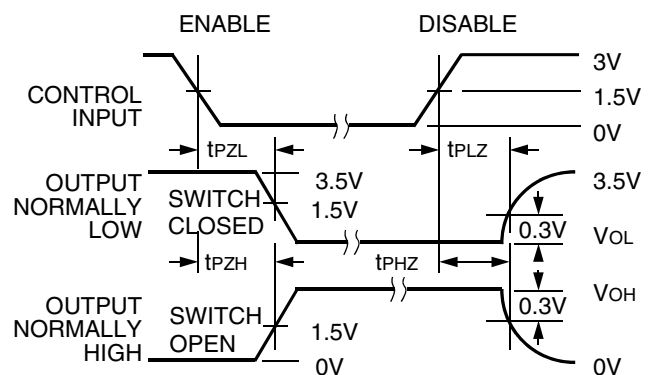 ENABLE DISABLE
3V
CONTROL
INPUT
1.5V
0V
tPZL tPLZ
OUTPUT
NORMALLY
LOW
SWITCH
CLOSED
3.5V
1.5V
3.5V
0.3V
VOL
tPZH tPHZ
VOH
0.3V
OUTPUT
NORMALLY
HIGH
SWITCH
OPEN
1.5V
0V
0V